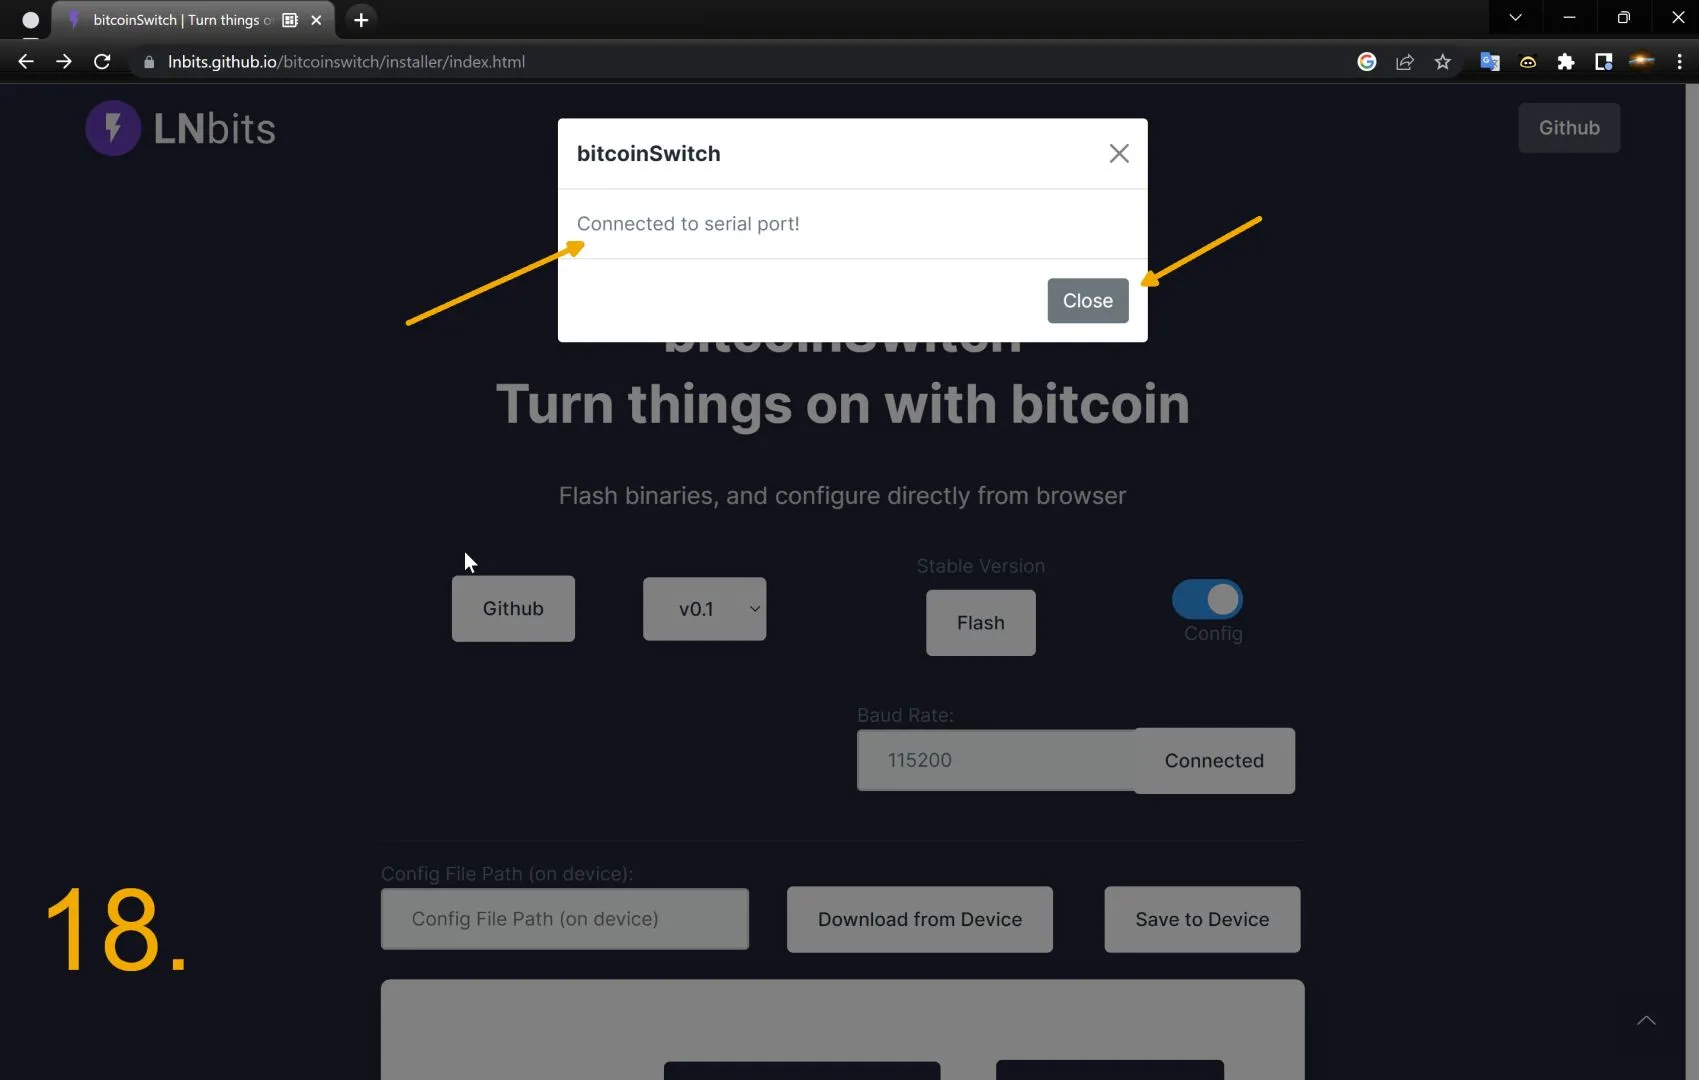 bitcoinSwitch | Turn things o
lnbits.github.io/bitcoinswitch/installer/index.html
LNbits
Github
bitcoinSwitch
Connected to serial port!
Close
bitcoinSwitch
Turn things on with bitcoin
Flash binaries, and configure directly from browser
Github
v0.1
Stable Version
Flash
Config
Baud Rate:
115200
Connected
Config File Path (on device):
Config File Path (on device)
Download from Device
Save to Device
18.